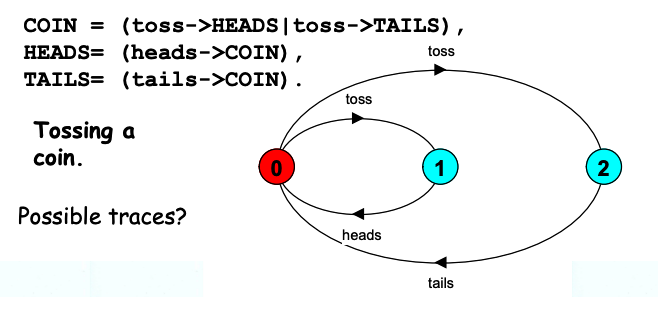 COIN = (toss->HEADS|toss->TAILS),
HEADS= (heads->COIN),
TAILS= (tails->COIN).
toss
toss
Tossing a
coin.
0
1
2
Possible traces?
heads
tails